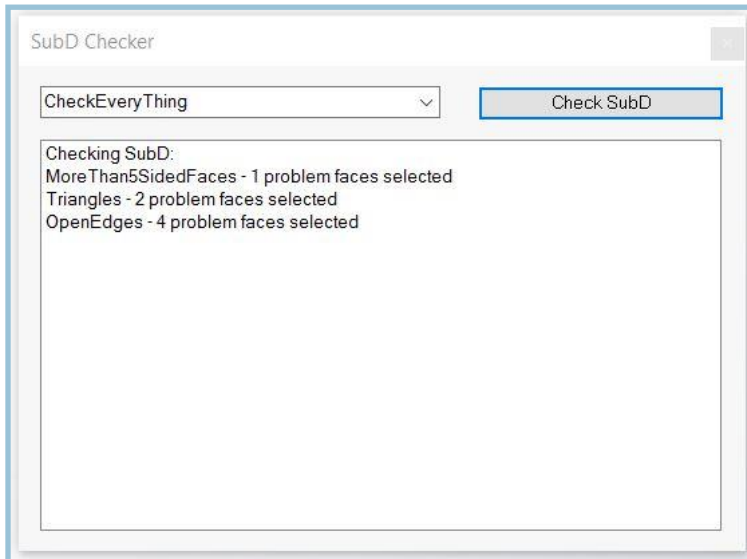 SubD Checker
CheckEveryThing
Check SubD
Checking SubD:
MoreThan5SidedFaces - 1 problem faces selected
Triangles - 2 problem faces selected
OpenEdges - 4 problem faces selected